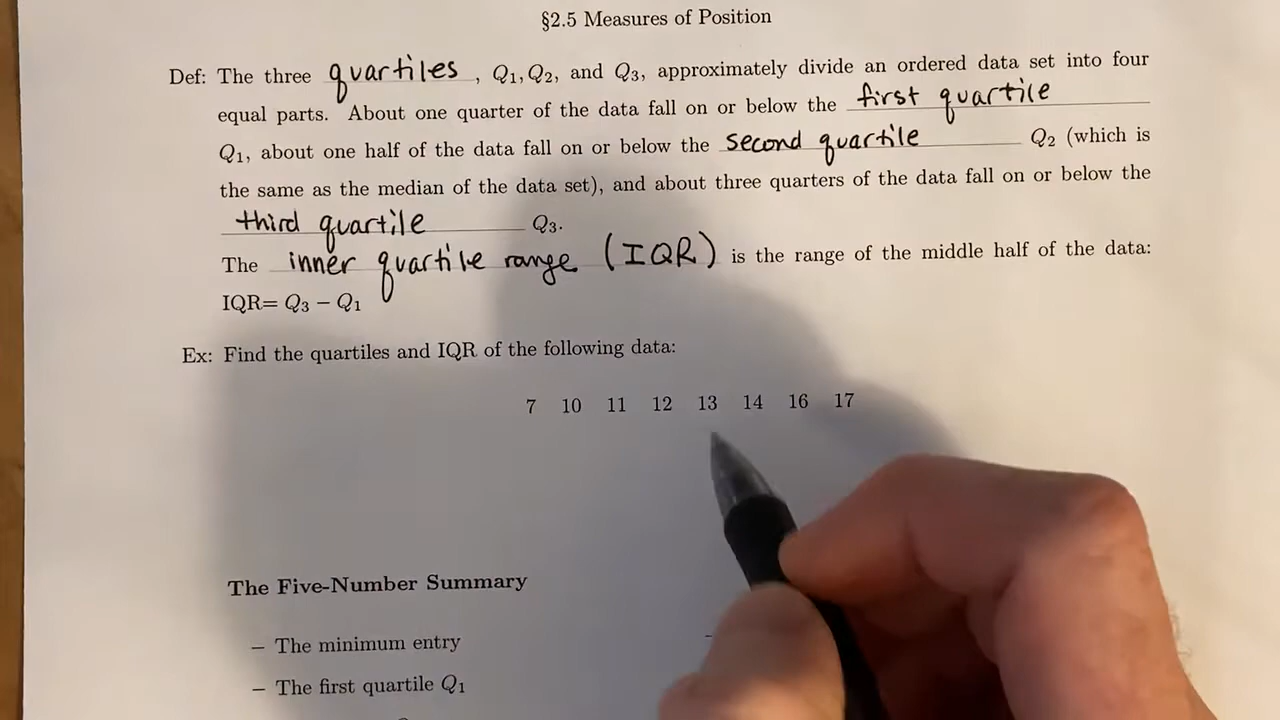 §2.5 Measures of Position
Def: The three quartiles, Q1, Q2, and Q3, approximately divide an ordered data set into four
equal parts. About one quarter of the data fall on or below the first quartile
Q1, about one half of the data fall on or below the second quartile Q2 (which is
the same as the median of the data set), and about three quarters of the data fall on or below the
third quartile Q3.
The inner quartile range (IQR) is the range of the middle half of the data:
IQR= Q3 − Q1
Ex: Find the quartiles and IQR of the following data:
7 10 11 12 13 14 16 17
The Five-Number Summary
– The minimum entry
– The first quartile Q1